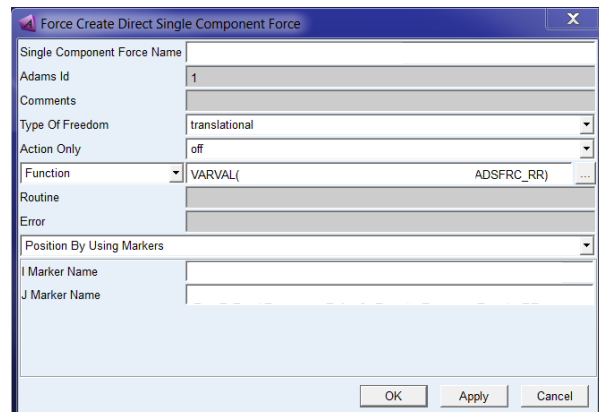 Force Create Direct Single Component Force X
Single Component Force Name
Adams Id 1
Comments
Type Of Freedom translational
Action Only off
Function VARVAL( ADSFRC_RR) ...
Routine
Error
Position By Using Markers
I Marker Name
J Marker Name
OK Apply Cancel